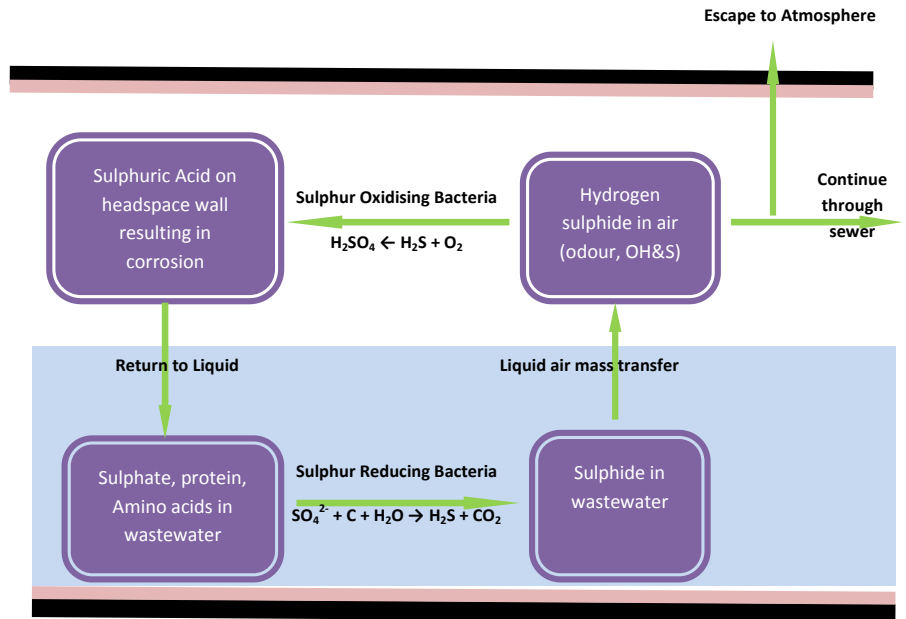 Escape to Atmosphere
Sulphuric Acid on
headspace wall
resulting in
corrosion
Sulphur Oxidising Bacteria
H₂SO₄ ← H₂S + O₂
Hydrogen
sulphide in air
(odour, OH&S)
Continue
through
sewer
Return to Liquid
Liquid air mass transfer
Sulphate, protein,
Amino acids in
wastewater
Sulphur Reducing Bacteria
SO₄²⁻ + C + H₂O → H₂S + CO₂
Sulphide in
wastewater